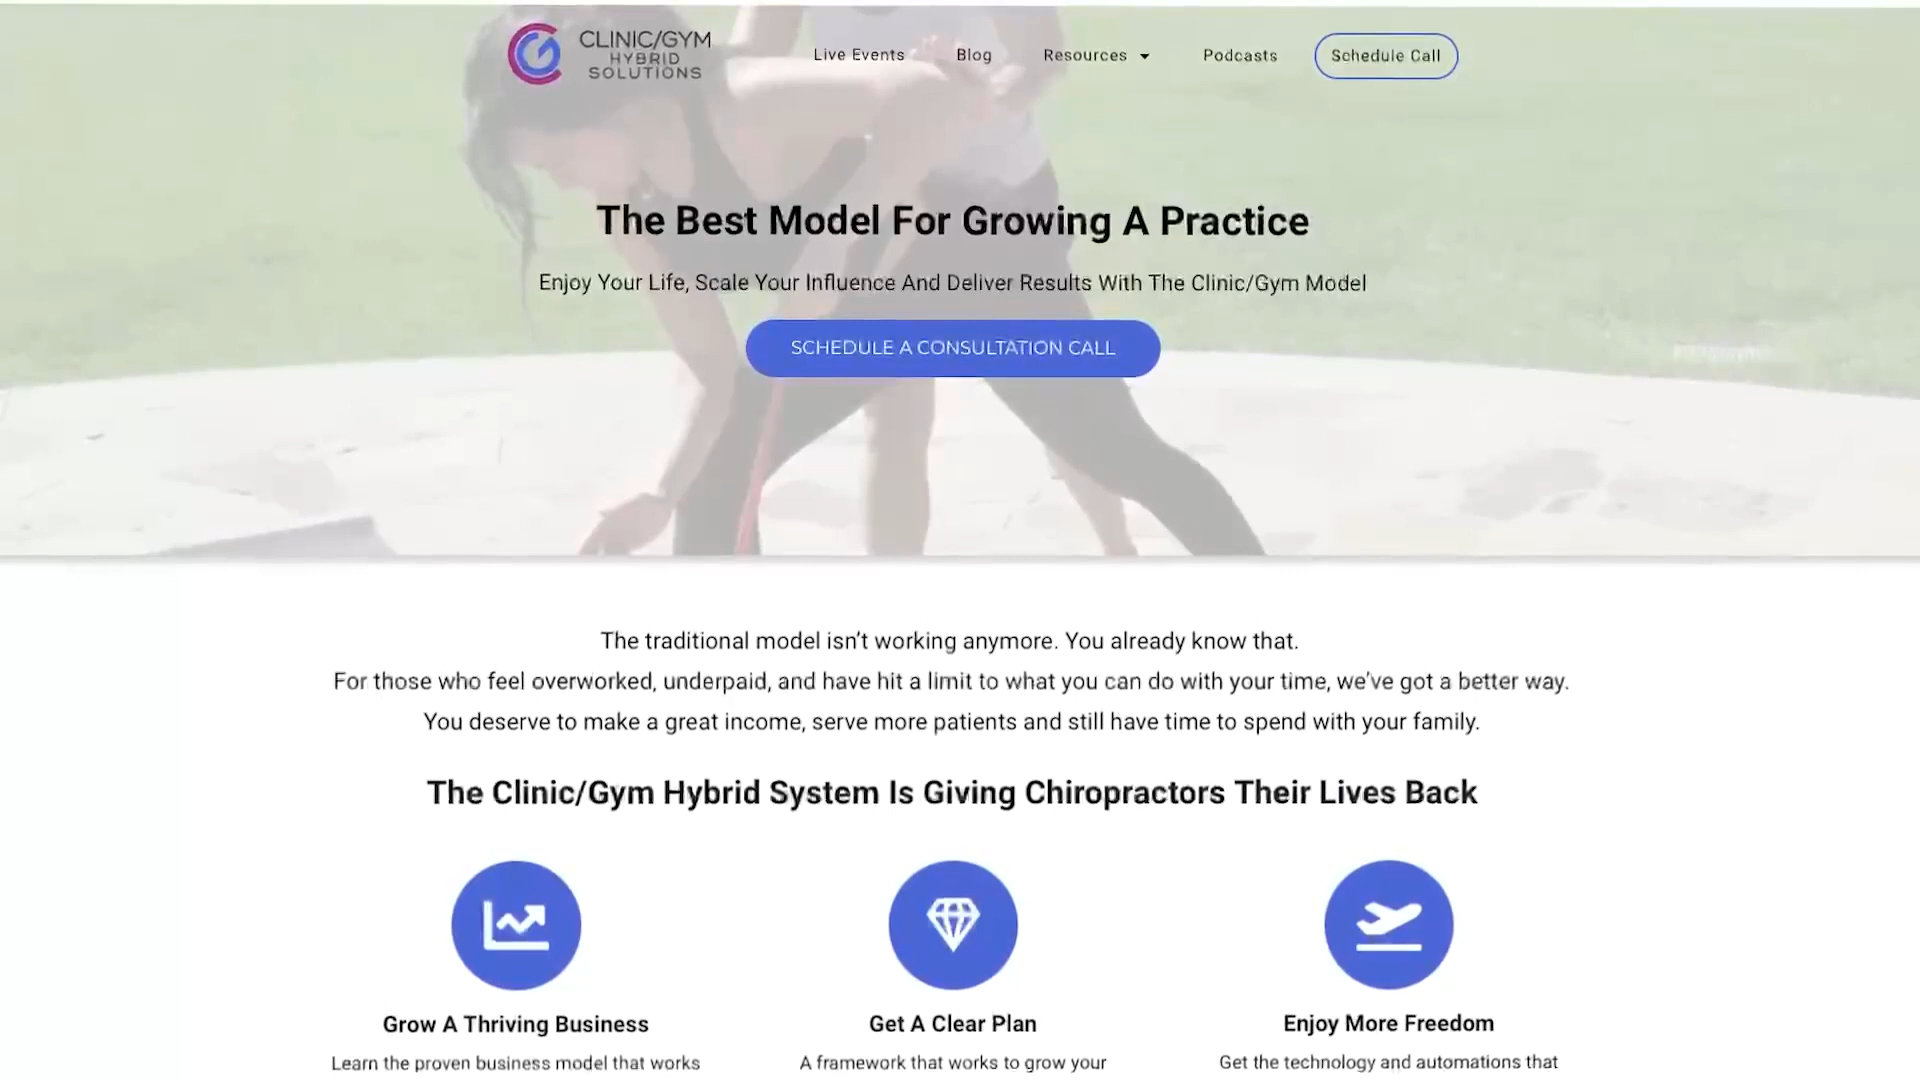 CLINIC/GYM
HYBRID
SOLUTIONS
Live Events
Blog
Resources
Podcasts
Schedule Call
The Best Model For Growing A Practice
Enjoy Your Life, Scale Your Influence And Deliver Results With The Clinic/Gym Model
SCHEDULE A CONSULTATION CALL
The traditional model isn’t working anymore. You already know that.
For those who feel overworked, underpaid, and have hit a limit to what you can do with your time, we’ve got a better way.
You deserve to make a great income, serve more patients and still have time to spend with your family.
The Clinic/Gym Hybrid System Is Giving Chiropractors Their Lives Back
Grow A Thriving Business
Learn the proven business model that works
Get A Clear Plan
A framework that works to grow your
Enjoy More Freedom
Get the technology and automations that